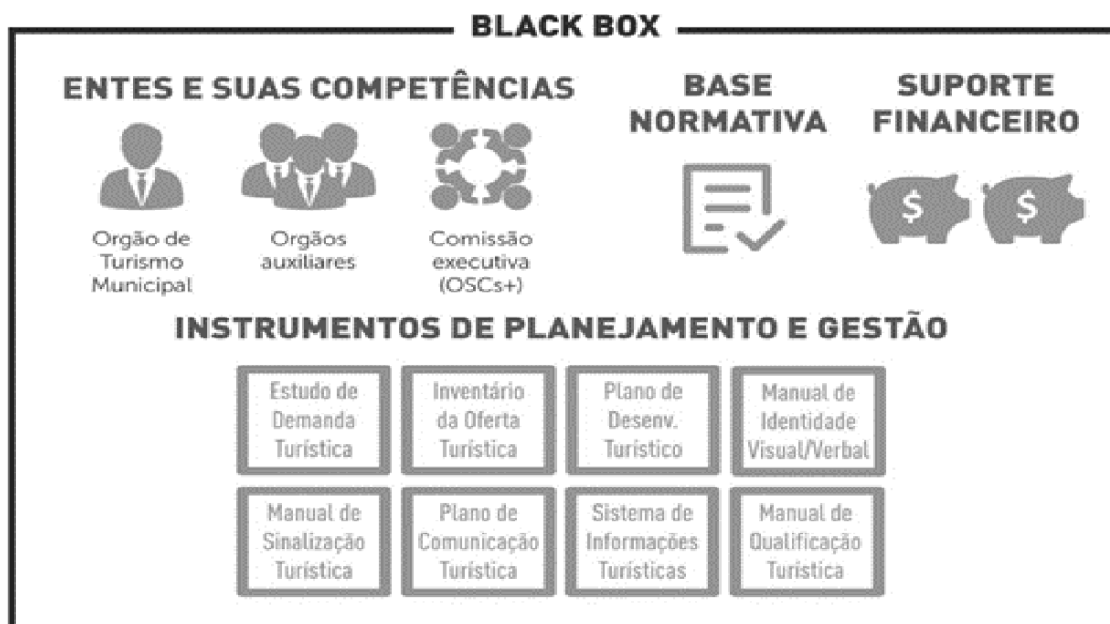 BLACK BOX
ENTES E SUAS COMPETÊNCIAS
Orgão de
Turismo
Municipal
Orgãos
auxiliares
Comissão
executiva
(OSCs+)
BASE
NORMATIVA
SUPORTE
FINANCEIRO
$ $
INSTRUMENTOS DE PLANEJAMENTO E GESTÃO
Estudo de
Demanda
Turística
Inventário
da Oferta
Turística
Plano de
Desenv.
Turístico
Manual de
Identidade
Visual/Verbal
Manual de
Sinalização
Turística
Plano de
Comunicação
Turística
Sistema de
Informações
Turísticas
Manual de
Qualificação
Turística